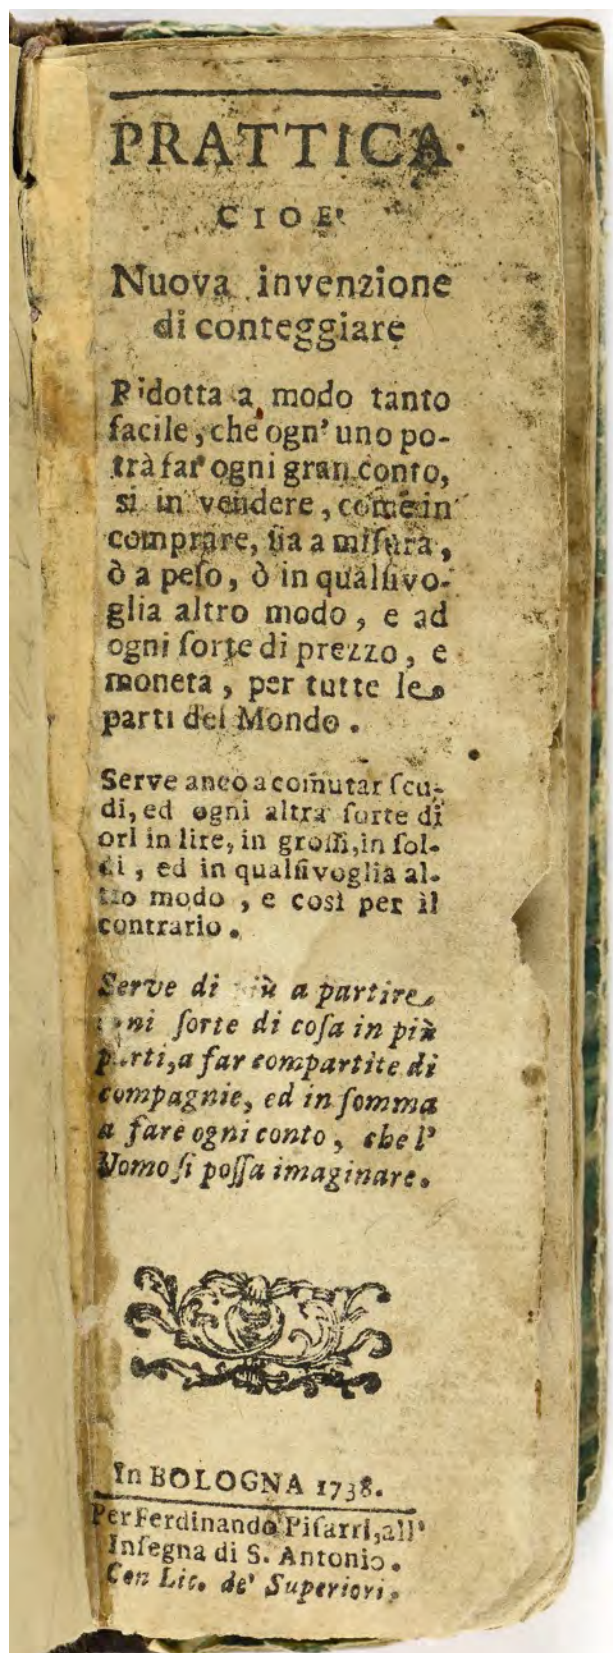 PRATTICA
CIOE'
Nuova invenzione
di conteggiare
Ridotta a modo tanto
facile, che ogn' uno po-
trà far ogni gran conto,
si in vendere, come in
comprare, sia a misura,
ò a peso, ò in qualsivo-
glia altro modo, e ad
ogni sorte di prezzo, e
moneta, per tutte le
parti del Mondo.
Serve anco a com̃utar scu-
di, ed ogni altra sorte di
ori in lire, in grossi, in sol-
di, ed in qualsivoglia al-
tro modo, e così per il
contrario.
Serve di più a partire
ogni sorte di cosa in più
parti, a far compartite di
compagnie, ed in somma
a fare ogni conto, che l'
Uomo si possa imaginare.
In BOLOGNA 1738.
Per Ferdinando Pisarri, all'
Insegna di S. Antonio.
Con Lic. de' Superiori.